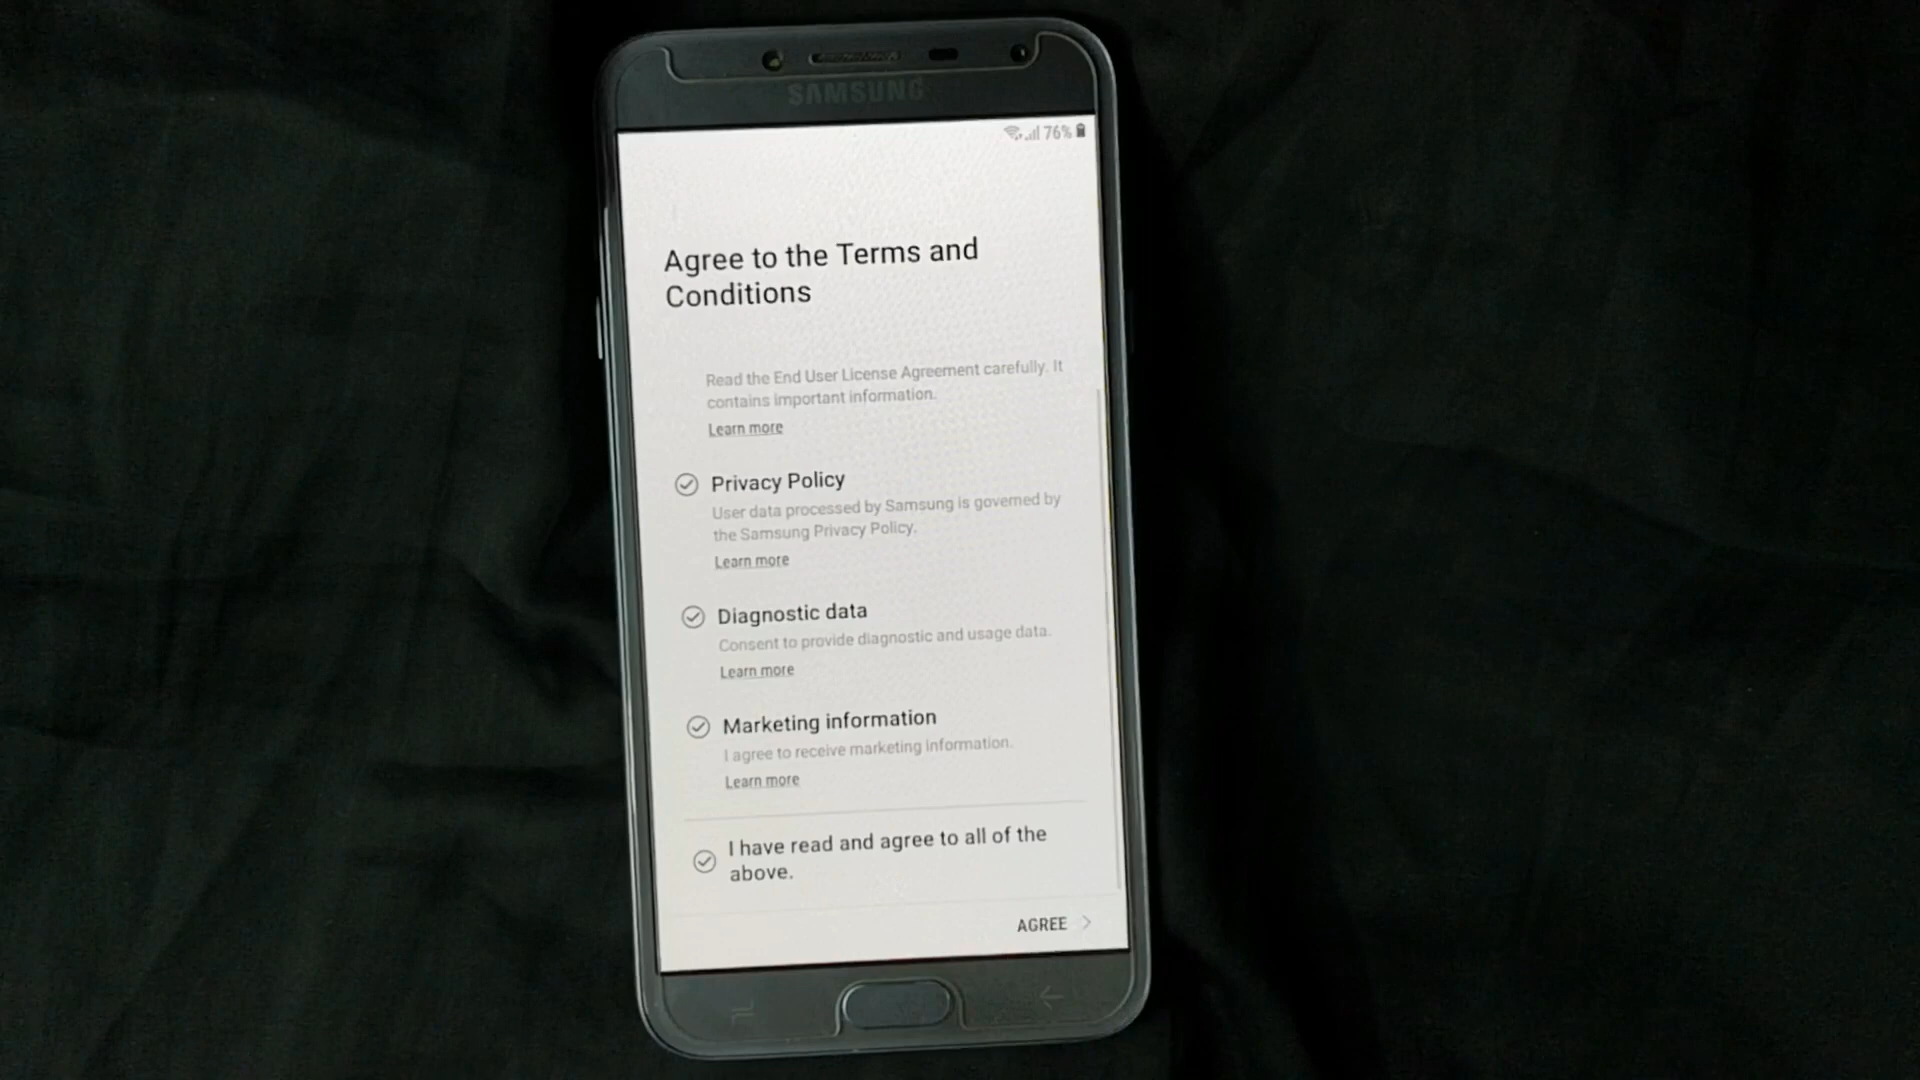 SAMSUNG
76%
Agree to the Terms and
Conditions
Read the End User License Agreement carefully. It
contains important information.
Learn more
Privacy Policy
User data processed by Samsung is governed by
the Samsung Privacy Policy.
Learn more
Diagnostic data
Consent to provide diagnostic and usage data.
Learn more
Marketing information
I agree to receive marketing information.
Learn more
I have read and agree to all of the
above.
AGREE